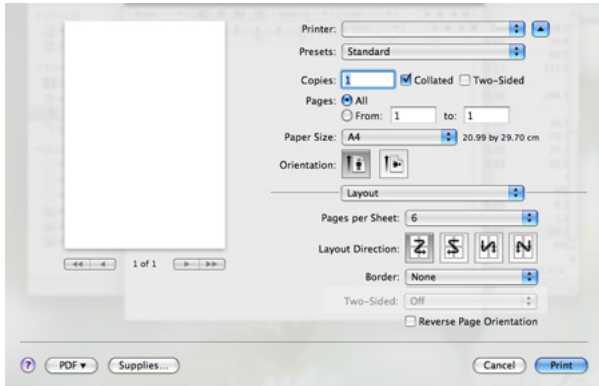 Printer:
Presets: Standard
Copies: 1 Collated Two-Sided
Pages: All
From: 1 to: 1
Paper Size: A4 20.99 by 29.70 cm
Orientation:
Layout
Pages per Sheet: 6
Layout Direction:
Border: None
Two-Sided: Off
Reverse Page Orientation
1 of 1
? PDF Supplies... Cancel Print